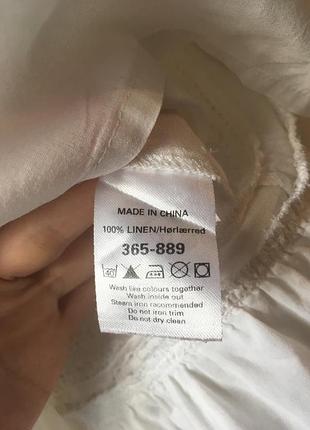 MADE IN CHINA
100% LINEN/Hørlærred
365-889
40
Wash like colours together
Wash inside out
Steam iron recommended
Do not iron trim
Do not dry clean